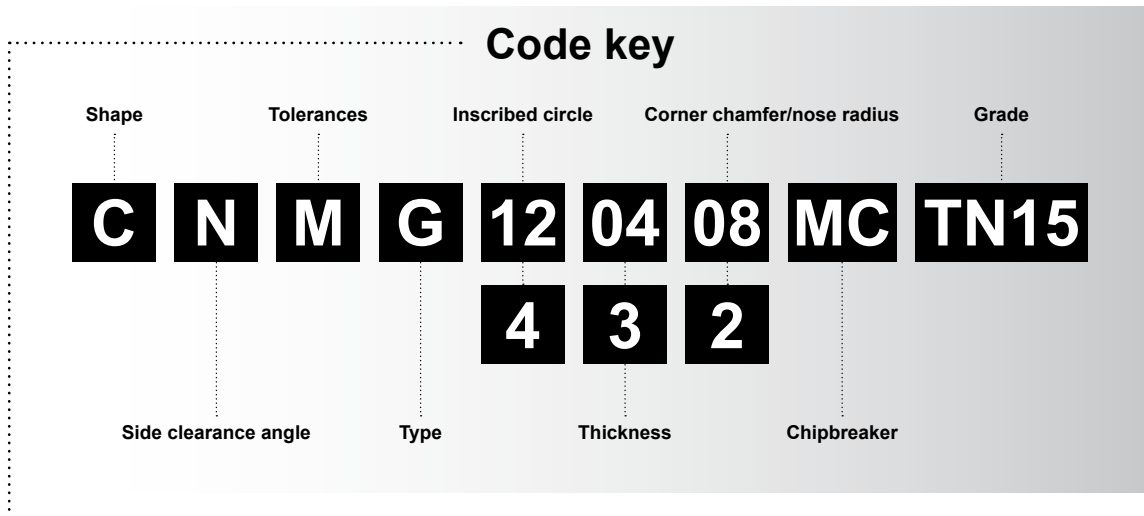 Code key
Shape Tolerances Inscribed circle Corner chamfer/nose radius Grade
C N M G 12 04 08 MC TN15
4 3 2
Side clearance angle Type Thickness Chipbreaker